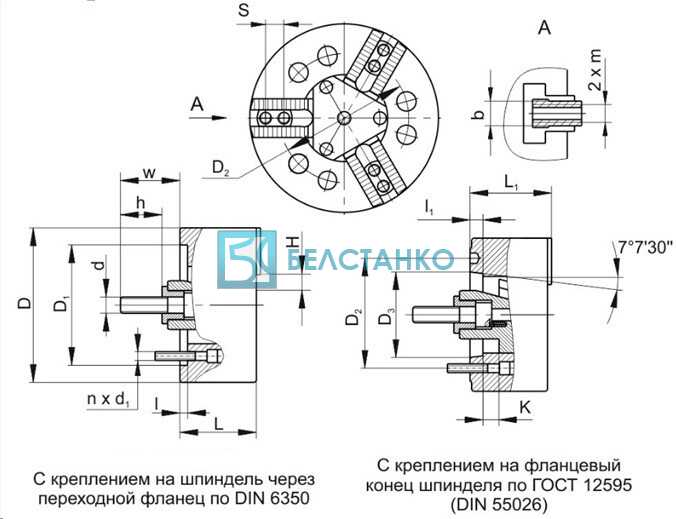 S
A
A
D2
2 x m
b
w
h
d
D
D1
n x d1
l
L
H
БЕЛСТАНКО
L1
l1
7°7'30"
D2
D3
K
С креплением на шпиндель через
переходной фланец по DIN 6350
С креплением на фланцевый
конец шпинделя по ГОСТ 12595
(DIN 55026)